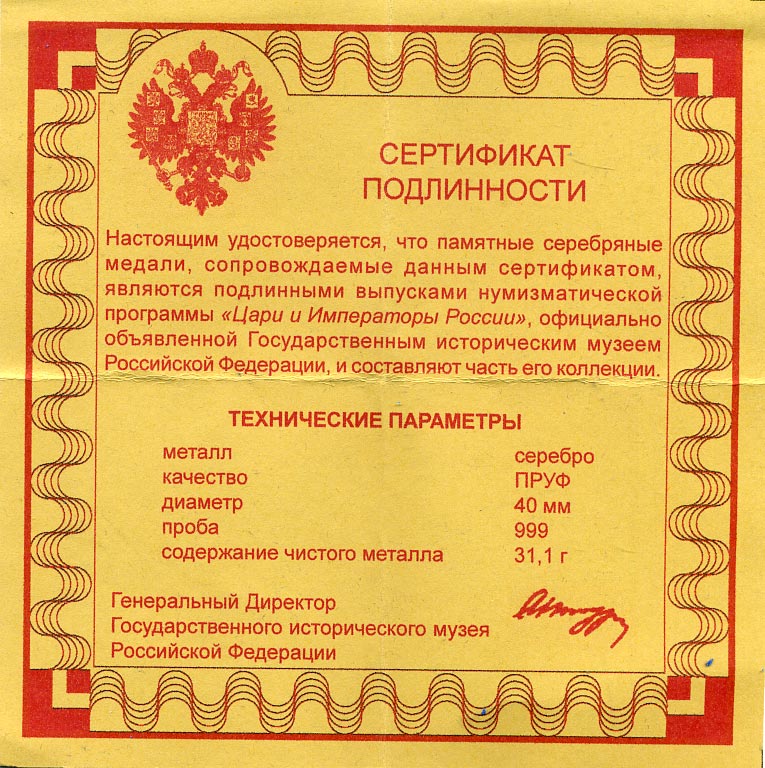 СЕРТИФИКАТ
ПОДЛИННОСТИ
Настоящим удостоверяется, что памятные серебряные
медали, сопровождаемые данным сертификатом,
являются подлинными выпусками нумизматической
программы «Цари и Императоры России», официально
объявленной Государственным историческим музеем
Российской Федерации, и составляют часть его коллекции.
ТЕХНИЧЕСКИЕ ПАРАМЕТРЫ
металл серебро
качество ПРУФ
диаметр 40 мм
проба 999
содержание чистого металла 31,1 г
Генеральный Директор
Государственного исторического музея
Российской Федерации